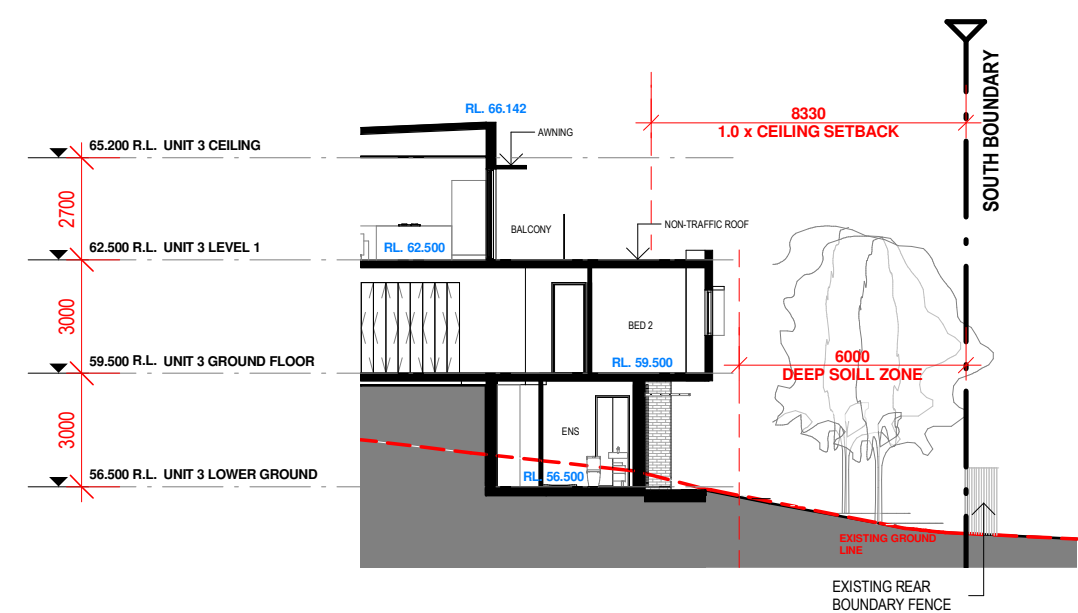 SOUTH BOUNDARY
8330
1.0 x CEILING SETBACK
RL. 66.142
AWNING
65.200 R.L. UNIT 3 CEILING
2700
BALCONY
NON-TRAFFIC ROOF
62.500 R.L. UNIT 3 LEVEL 1
RL. 62.500
3000
BED 2
59.500 R.L. UNIT 3 GROUND FLOOR
RL. 59.500
6000
DEEP SOILL ZONE
3000
ENS
56.500 R.L. UNIT 3 LOWER GROUND
RL. 56.500
EXISTING GROUND
LINE
EXISTING REAR
BOUNDARY FENCE